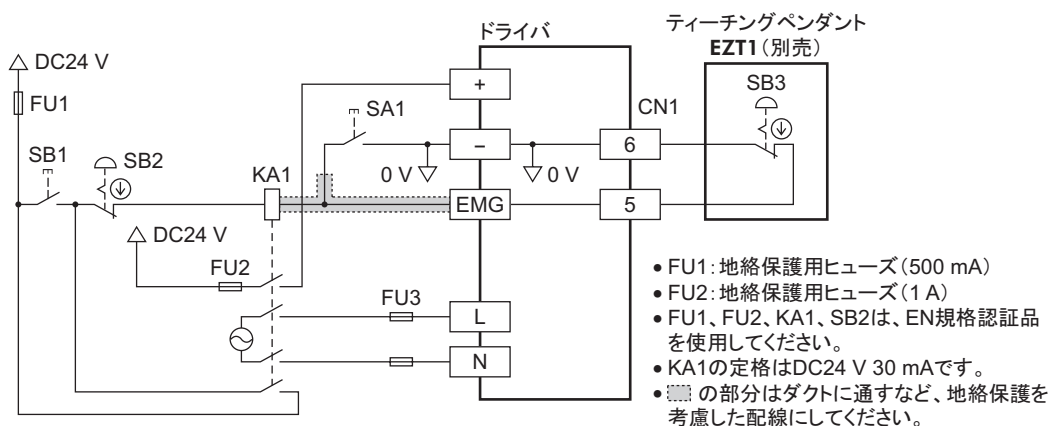 ドライバ
ティーチングペンダント
EZT1(別売)
DC24 V
FU1
SA1
+
CN1
SB3
SB1
SB2
KA1
−
6
0 V
0 V
EMG
5
DC24 V
FU2
FU3
L
N
• FU1:地絡保護用ヒューズ(500 mA)
• FU2:地絡保護用ヒューズ(1 A)
• FU1、FU2、KA1、SB2は、EN規格認証品
を使用してください。
• KA1の定格はDC24 V 30 mAです。
• の部分はダクトに通すなど、地絡保護を
考慮した配線にしてください。